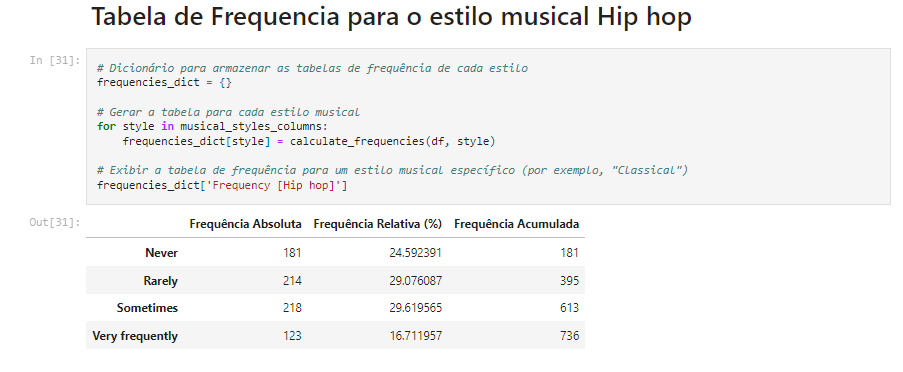 Tabela de Frequencia para o estilo musical Hip hop
In [31]:
# Dicionário para armazenar as tabelas de frequência de cada estilo
frequencies_dict = {}
# Gerar a tabela para cada estilo musical
for style in musical_styles_columns:
    frequencies_dict[style] = calculate_frequencies(df, style)
# Exibir a tabela de frequência para um estilo musical específico (por exemplo, "Classical")
frequencies_dict['Frequency [Hip hop]']
Out[31]:
Frequência Absoluta Frequência Relativa (%) Frequência Acumulada
Never 181 24.592391 181
Rarely 214 29.076087 395
Sometimes 218 29.619565 613
Very frequently 123 16.711957 736